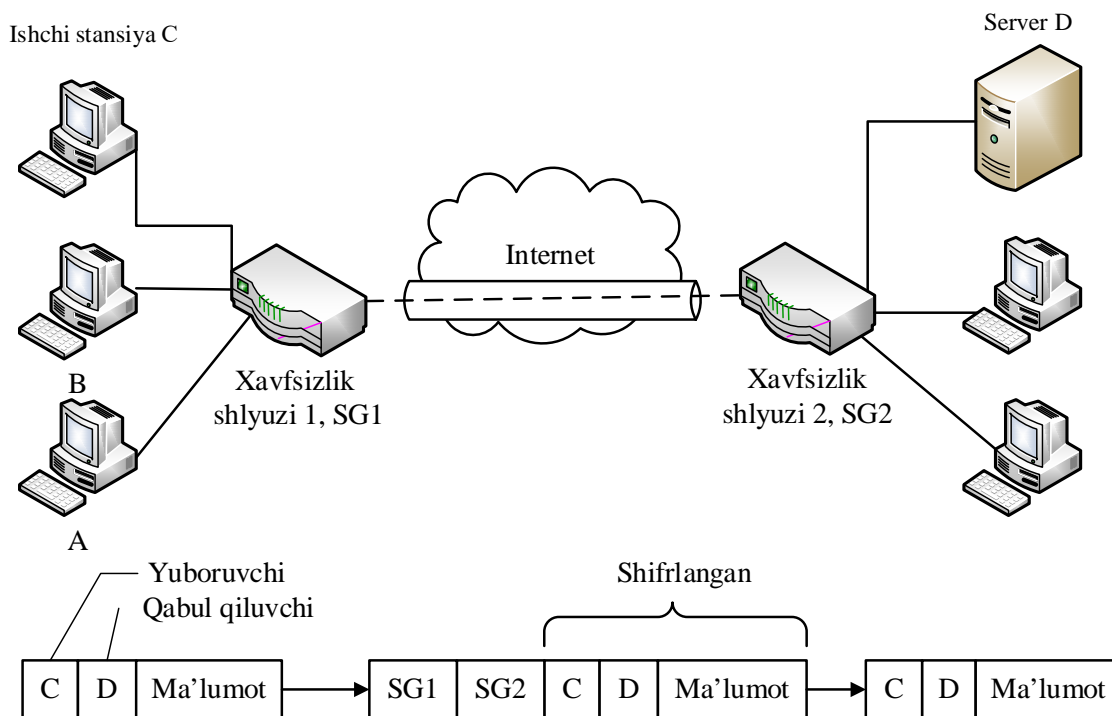 Ishchi stansiya C
Server D
Internet
B
Xavfsizlik
shlyuzi 1, SG1
Xavfsizlik
shlyuzi 2, SG2
A
Yuboruvchi
Qabul qiluvchi
Shifrlangan
C D Ma’lumot
SG1 SG2 C D Ma’lumot
C D Ma’lumot